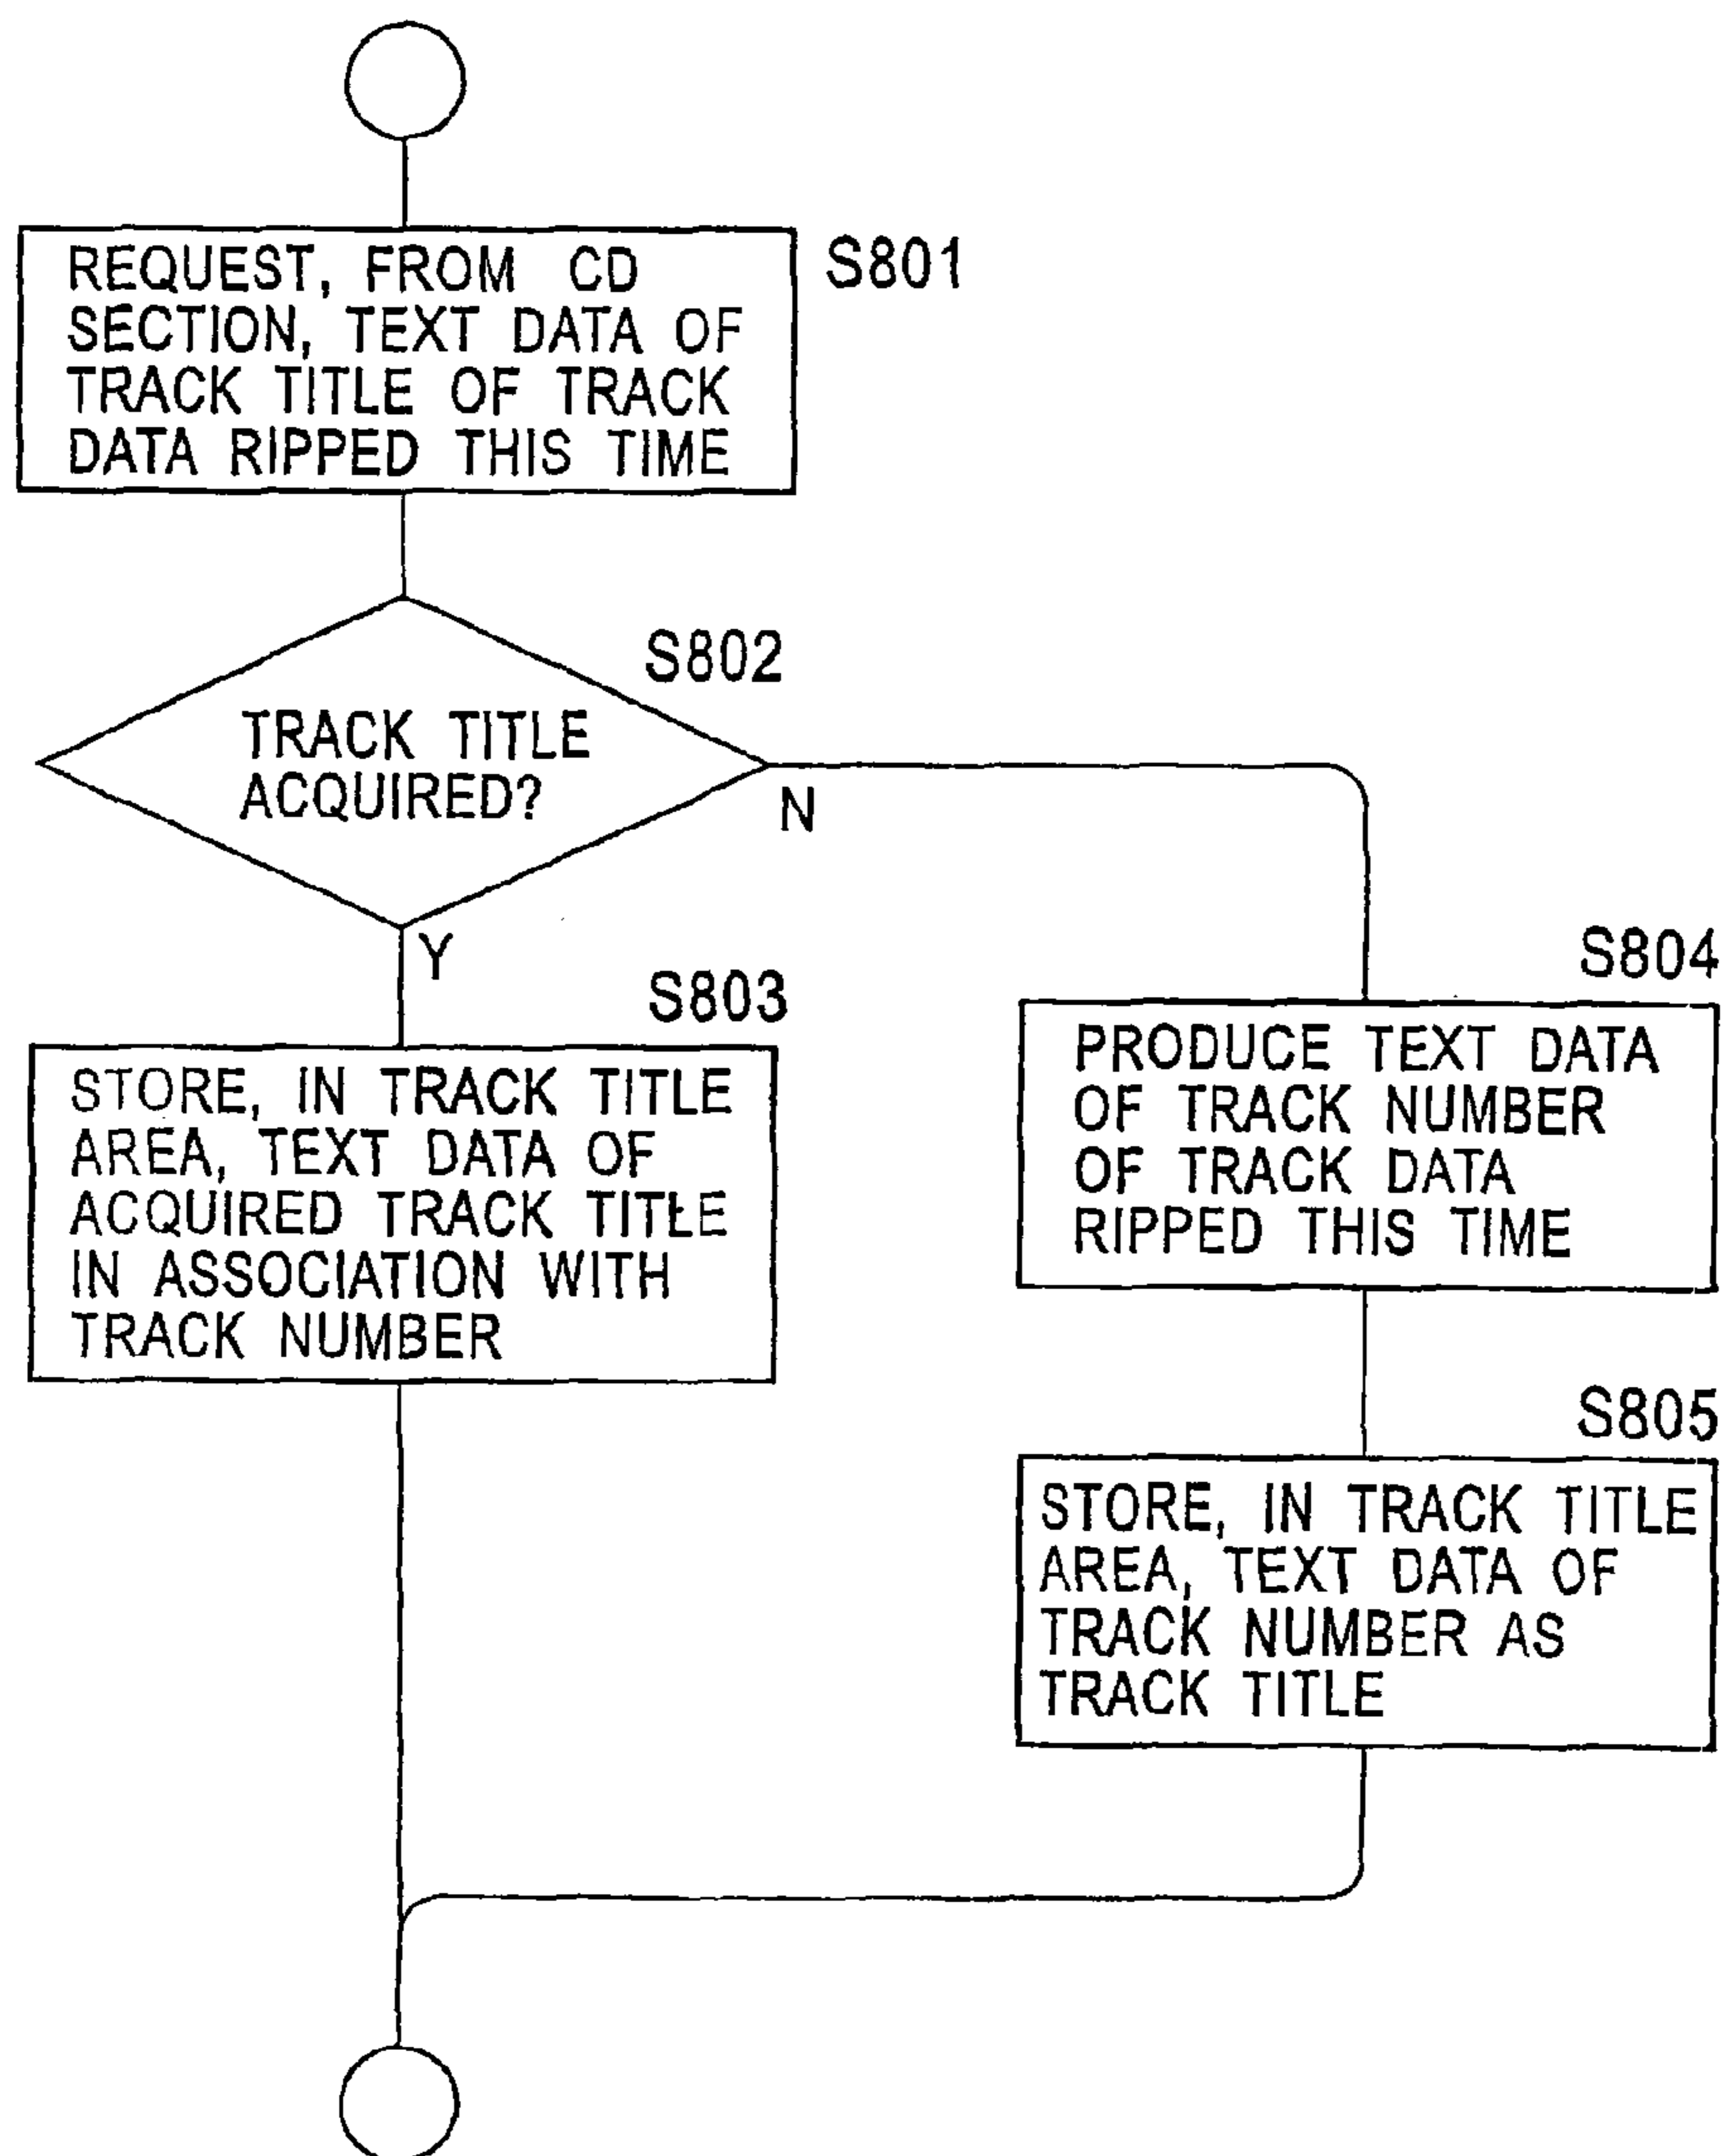 REQUEST, FROM CD
SECTION, TEXT DATA OF
TRACK TITLE OF TRACK
DATA RIPPED THIS TIME
S801
S802
TRACK TITLE
ACQUIRED?
N
Y
S803
STORE, IN TRACK TITLE
AREA, TEXT DATA OF
ACQUIRED TRACK TITLE
IN ASSOCIATION WITH
TRACK NUMBER
S804
PRODUCE TEXT DATA
OF TRACK NUMBER
OF TRACK DATA
RIPPED THIS TIME
S805
STORE, IN TRACK TITLE
AREA, TEXT DATA OF
TRACK NUMBER AS
TRACK TITLE